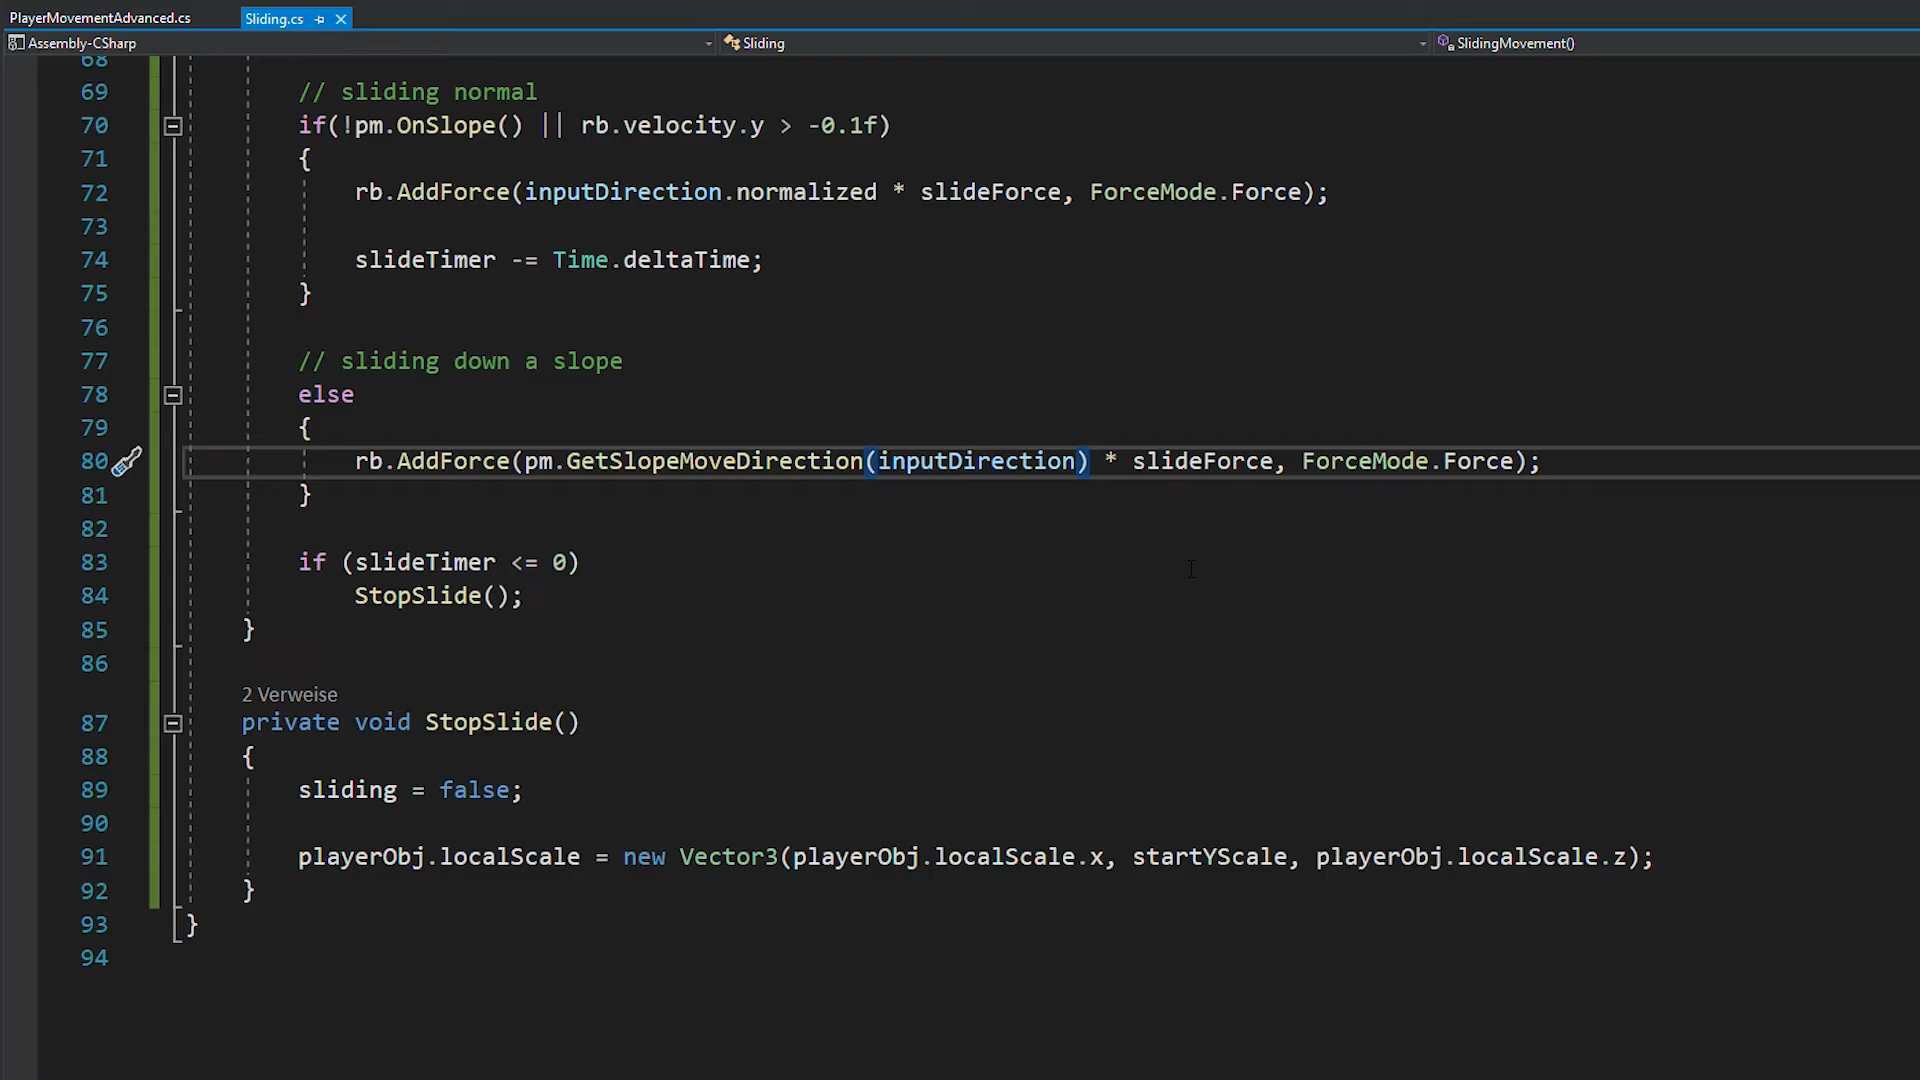 PlayerMovementAdvanced.cs
Sliding.cs
Assembly-CSharp
Sliding
SlidingMovement()
68
69 // sliding normal
70 if(!pm.OnSlope() || rb.velocity.y > -0.1f)
71 {
72 rb.AddForce(inputDirection.normalized * slideForce, ForceMode.Force);
73
74 slideTimer -= Time.deltaTime;
75 }
76
77 // sliding down a slope
78 else
79 {
80 rb.AddForce(pm.GetSlopeMoveDirection(inputDirection) * slideForce, ForceMode.Force);
81 }
82
83 if (slideTimer <= 0)
84 StopSlide();
85 }
86
2 Verweise
87 private void StopSlide()
88 {
89 sliding = false;
90
91 playerObj.localScale = new Vector3(playerObj.localScale.x, startYScale, playerObj.localScale.z);
92 }
93 }
94